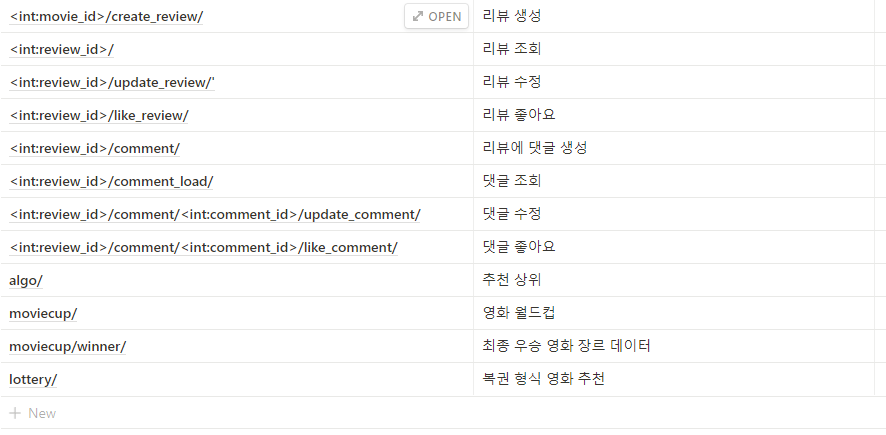 <int:movie_id>/create_review/ OPEN 리뷰 생성
<int:review_id>/ 리뷰 조회
<int:review_id>/update_review/' 리뷰 수정
<int:review_id>/like_review/ 리뷰 좋아요
<int:review_id>/comment/ 리뷰에 댓글 생성
<int:review_id>/comment_load/ 댓글 조회
<int:review_id>/comment/<int:comment_id>/update_comment/ 댓글 수정
<int:review_id>/comment/<int:comment_id>/like_comment/ 댓글 좋아요
algo/ 추천 상위
moviecup/ 영화 월드컵
moviecup/winner/ 최종 우승 영화 장르 데이터
lottery/ 복권 형식 영화 추천
+ New